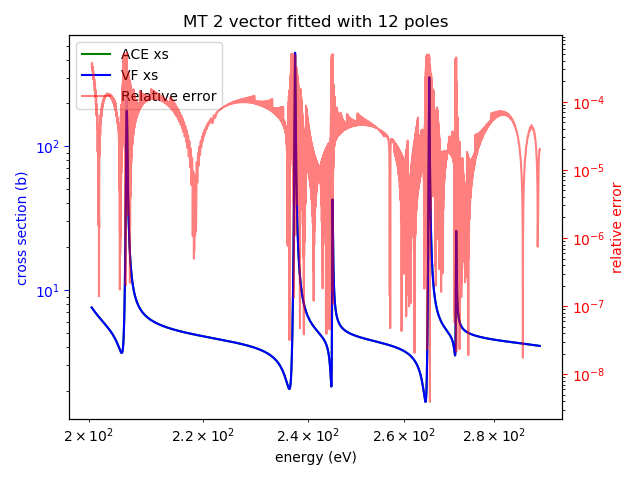 MT 2 vector fitted with 12 poles
ACE xs
VF xs
Relative error
cross section (b)
10²
10¹
relative error
10⁻⁴
10⁻⁵
10⁻⁶
10⁻⁷
10⁻⁸
2 × 10²
2.2 × 10²
2.4 × 10²
2.6 × 10²
2.8 × 10²
energy (eV)